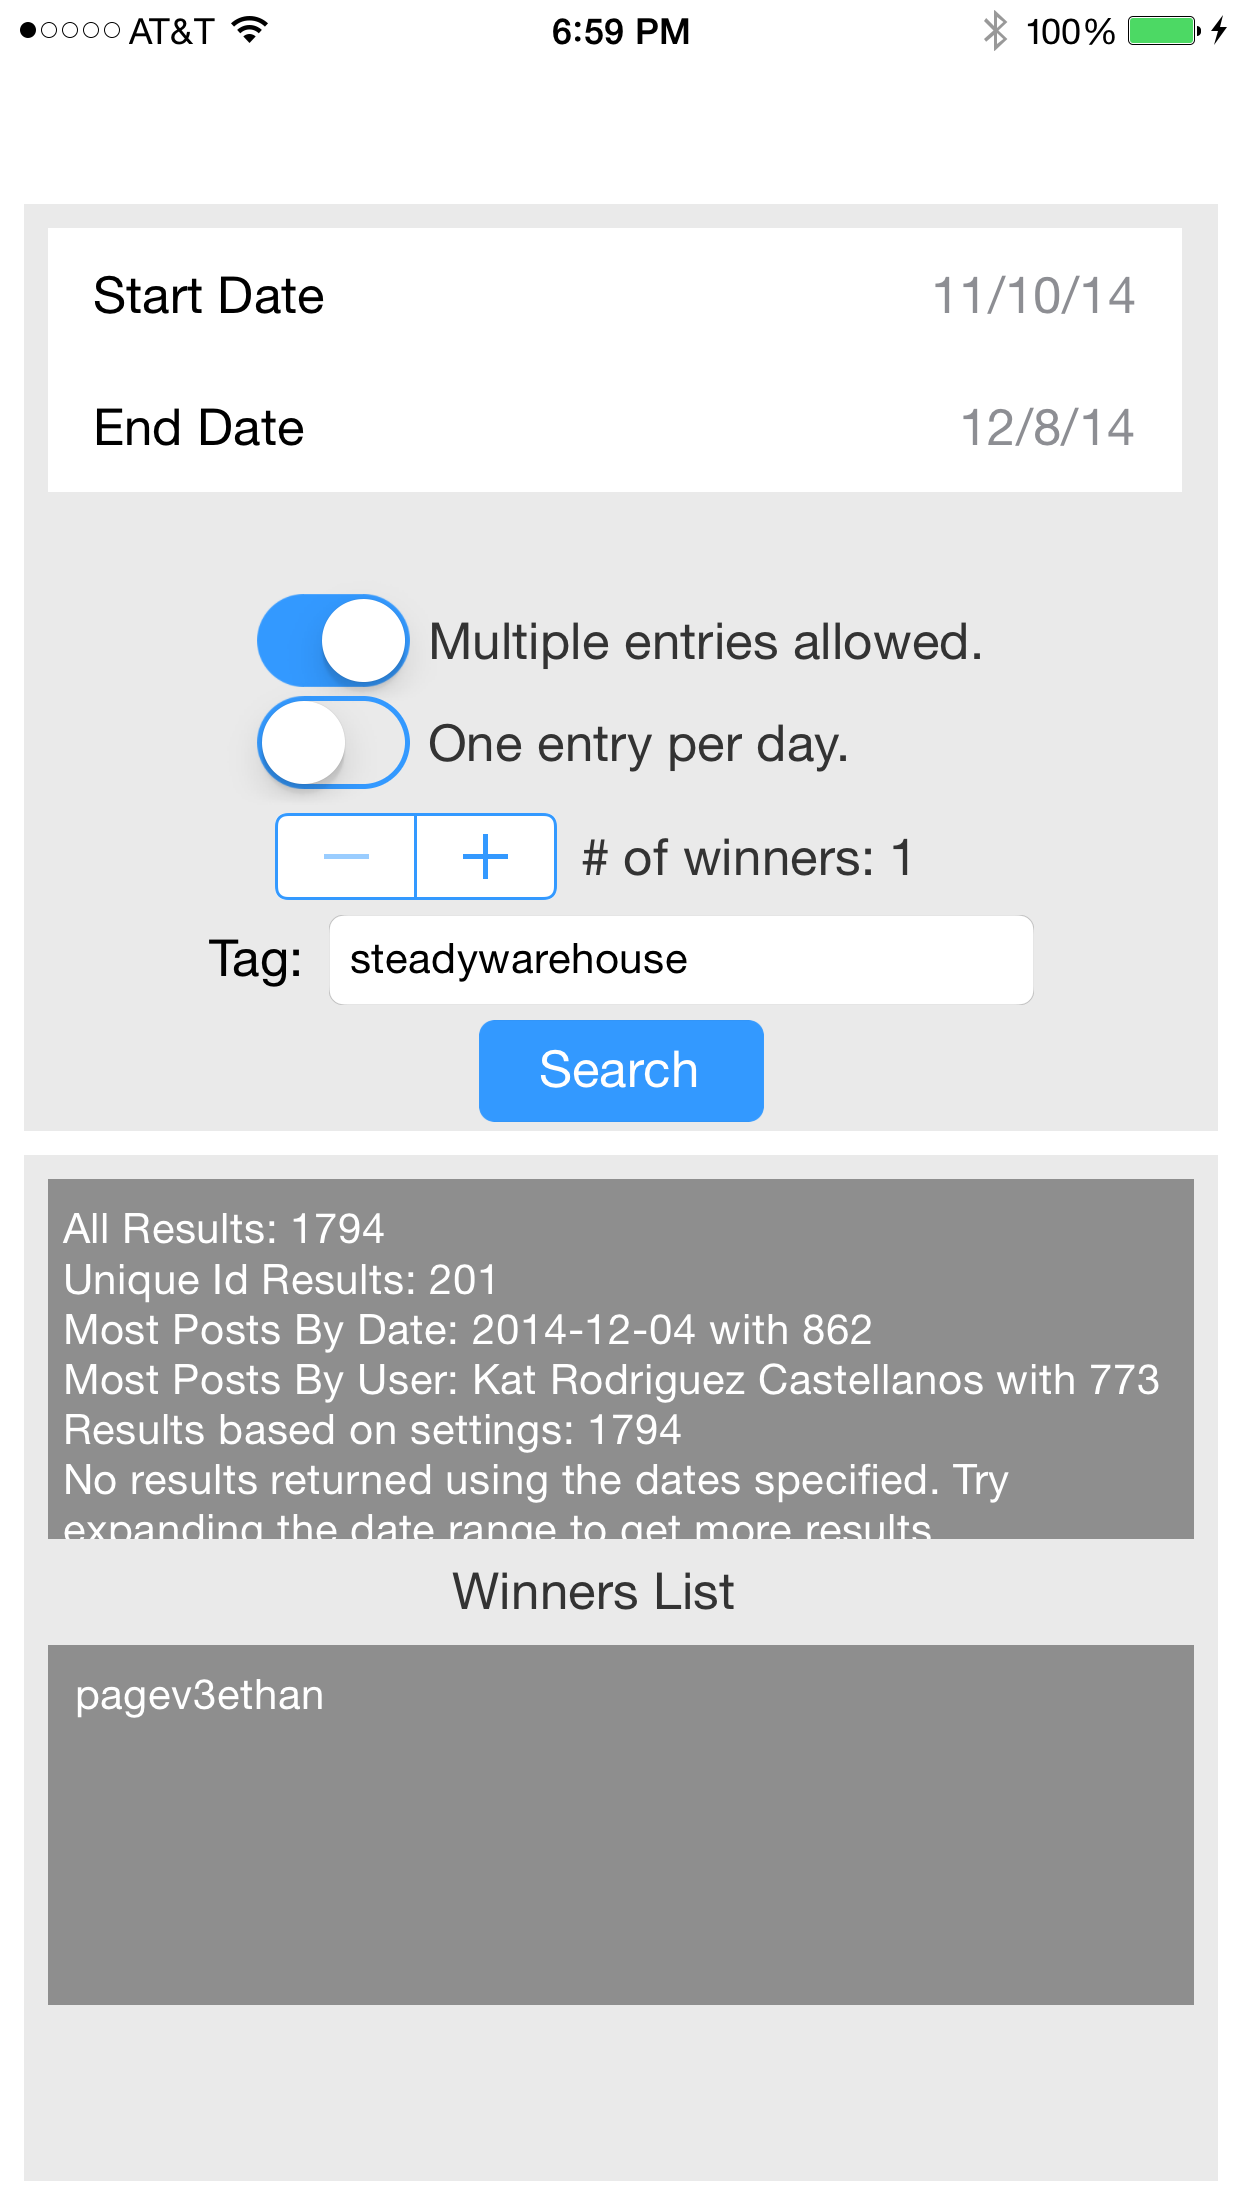 AT&T 6:59 PM 100%
Start Date 11/10/14
End Date 12/8/14
Multiple entries allowed.
One entry per day.
# of winners: 1
Tag: steadywarehouse
Search
All Results: 1794
Unique Id Results: 201
Most Posts By Date: 2014-12-04 with 862
Most Posts By User: Kat Rodriguez Castellanos with 773
Results based on settings: 1794
No results returned using the dates specified. Try
expanding the date range to get more results
Winners List
pagev3ethan